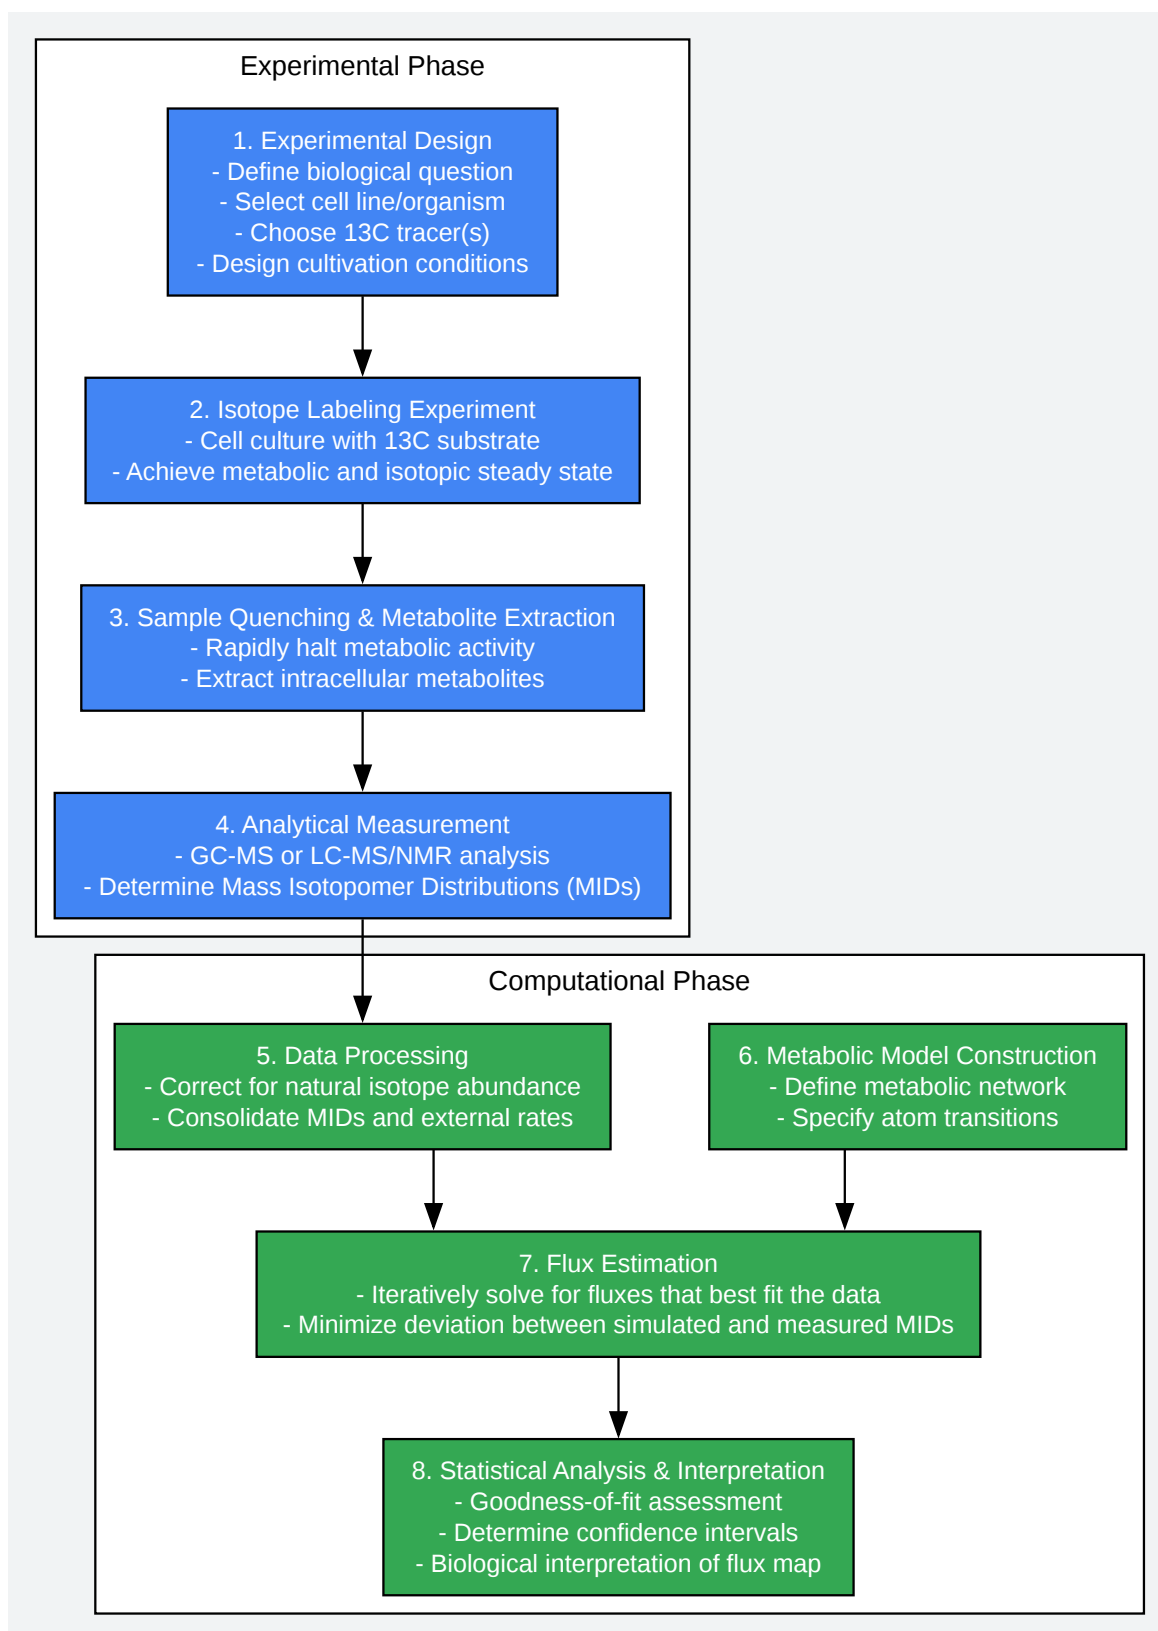 Experimental Phase
1. Experimental Design
- Define biological question
- Select cell line/organism
- Choose 13C tracer(s)
- Design cultivation conditions
2. Isotope Labeling Experiment
- Cell culture with 13C substrate
- Achieve metabolic and isotopic steady state
3. Sample Quenching & Metabolite Extraction
- Rapidly halt metabolic activity
- Extract intracellular metabolites
4. Analytical Measurement
- GC-MS or LC-MS/NMR analysis
- Determine Mass Isotopomer Distributions (MIDs)
Computational Phase
5. Data Processing
- Correct for natural isotope abundance
- Consolidate MIDs and external rates
6. Metabolic Model Construction
- Define metabolic network
- Specify atom transitions
7. Flux Estimation
- Iteratively solve for fluxes that best fit the data
- Minimize deviation between simulated and measured MIDs
8. Statistical Analysis & Interpretation
- Goodness-of-fit assessment
- Determine confidence intervals
- Biological interpretation of flux map